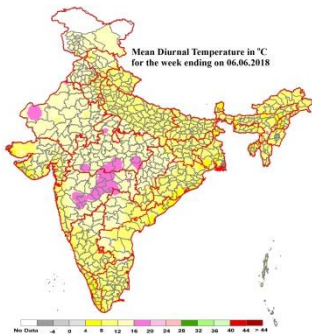 Mean Diurnal Temperature in °C
for the week ending on 06.06.2018
No Data -4 0 4 8 12 16 20 24 28 32 36 40 44 > 44